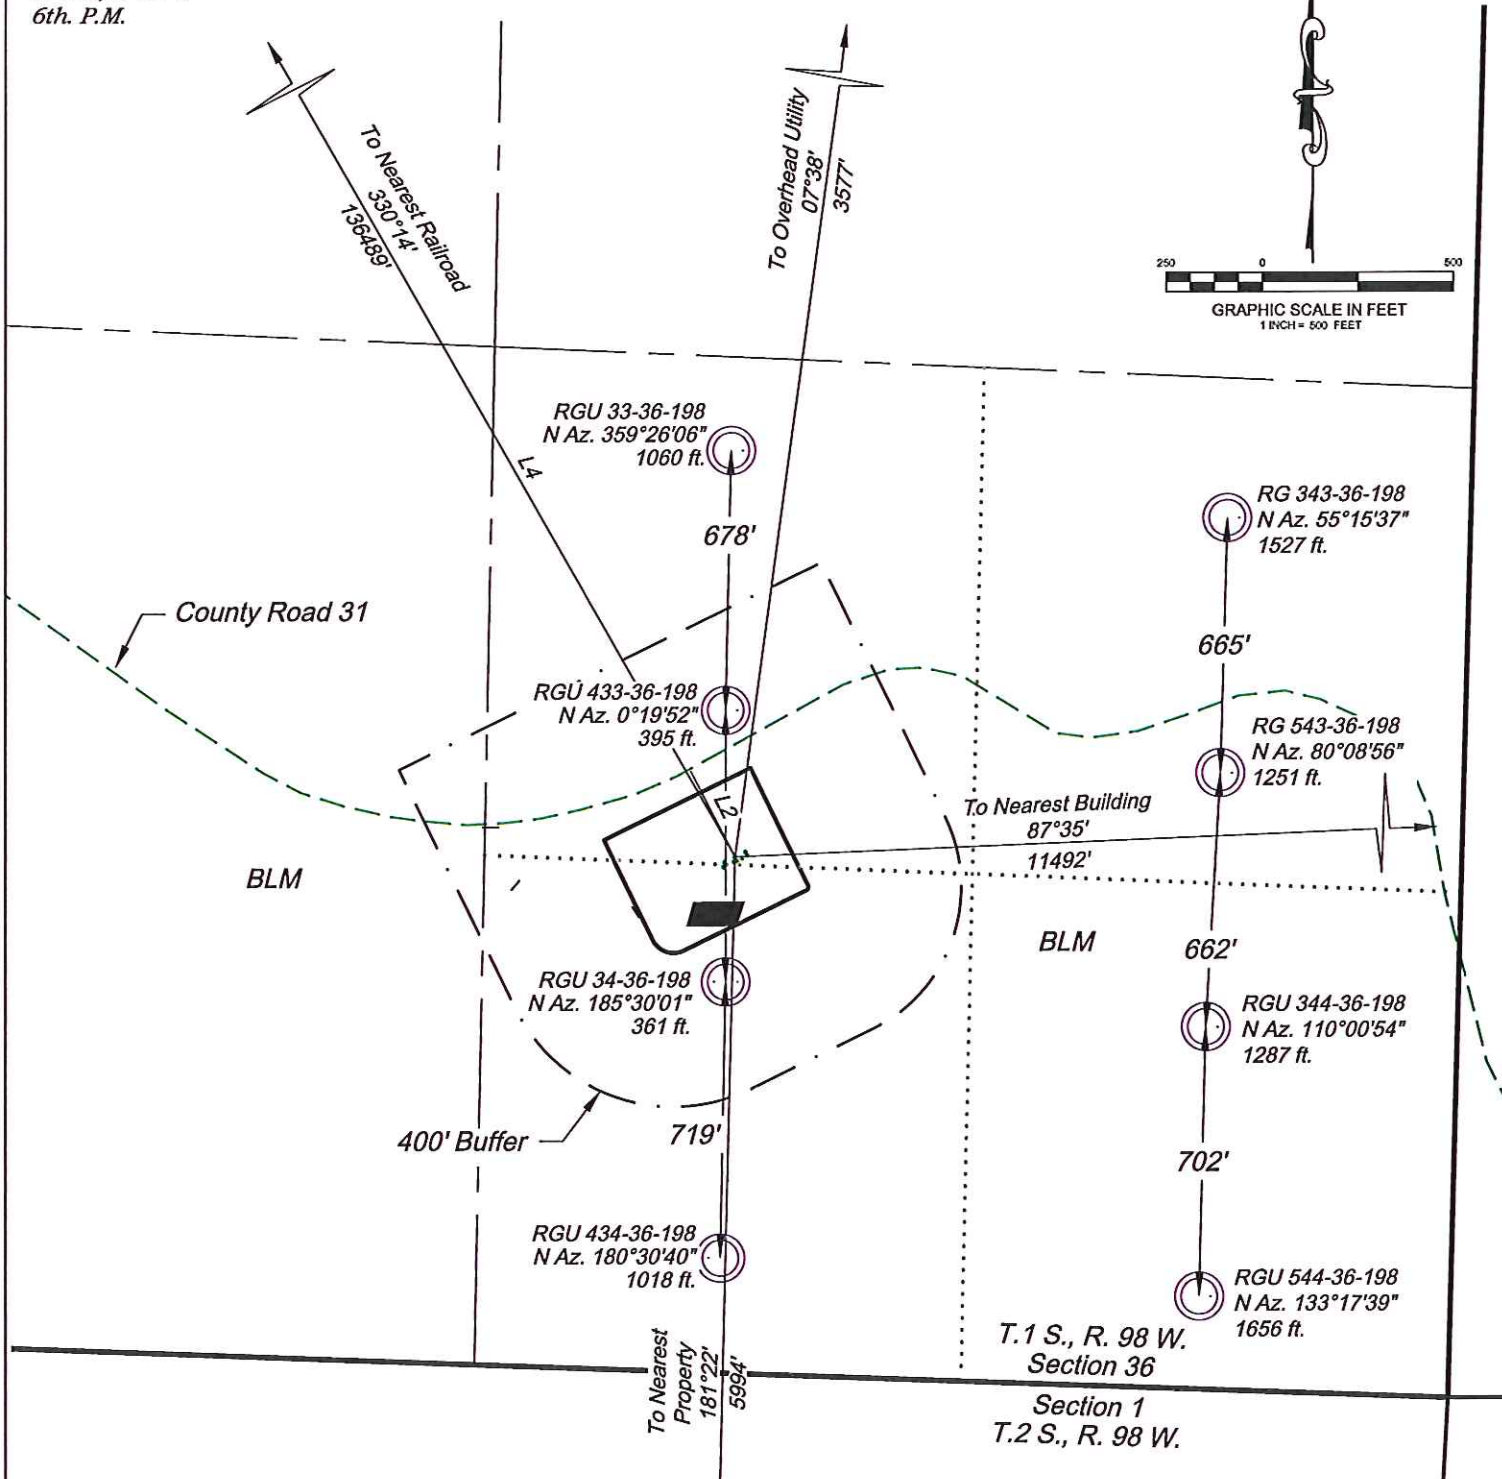 6th. P.M.
To Nearest Railroad
330°14'
136489'
To Overhead Utility
07°38'
3577'
250 0 500
GRAPHIC SCALE IN FEET
1 INCH = 500 FEET
RGU 33-36-198
N Az. 359°26'06"
1060 ft.
L4
678'
RG 343-36-198
N Az. 55°15'37"
1527 ft.
County Road 31
665'
RGU 433-36-198
N Az. 0°19'52"
395 ft.
RG 543-36-198
N Az. 80°08'56"
1251 ft.
L2
To Nearest Building
87°35'
11492'
BLM
BLM
662'
RGU 34-36-198
N Az. 185°30'01"
361 ft.
RGU 344-36-198
N Az. 110°00'54"
1287 ft.
400' Buffer
719'
702'
RGU 434-36-198
N Az. 180°30'40"
1018 ft.
RGU 544-36-198
N Az. 133°17'39"
1656 ft.
To Nearest
Property
181°22'
5994'
T.1 S., R. 98 W.
Section 36
Section 1
T.2 S., R. 98 W.